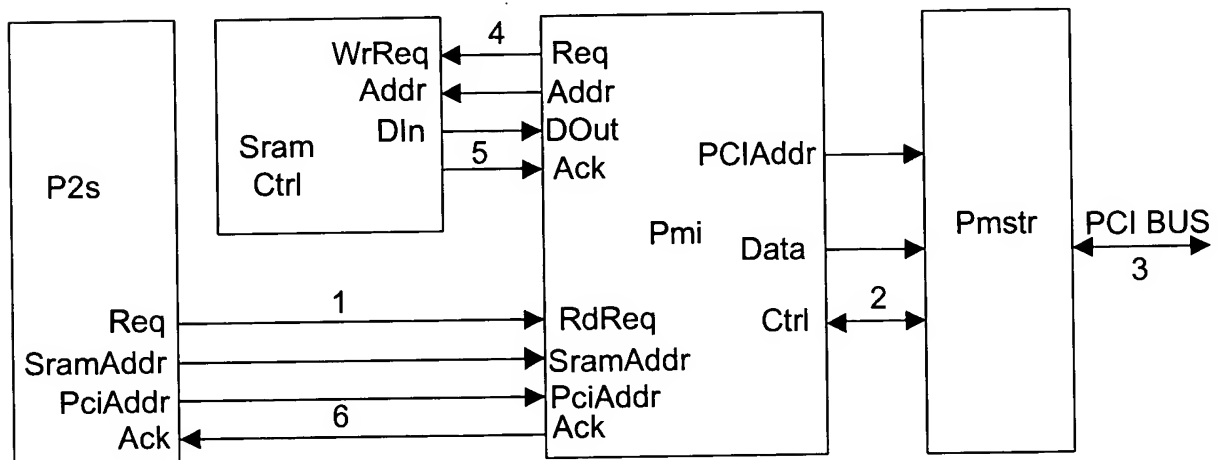 P2s
Req
SramAddr
PciAddr
Ack
WrReq
Addr
DIn
Sram
Ctrl
4
5
1
6
Req
Addr
DOut
Ack
PCIAddr
Pmi
Data
RdReq
Ctrl
SramAddr
PciAddr
Ack
2
Pmstr
PCI BUS
3